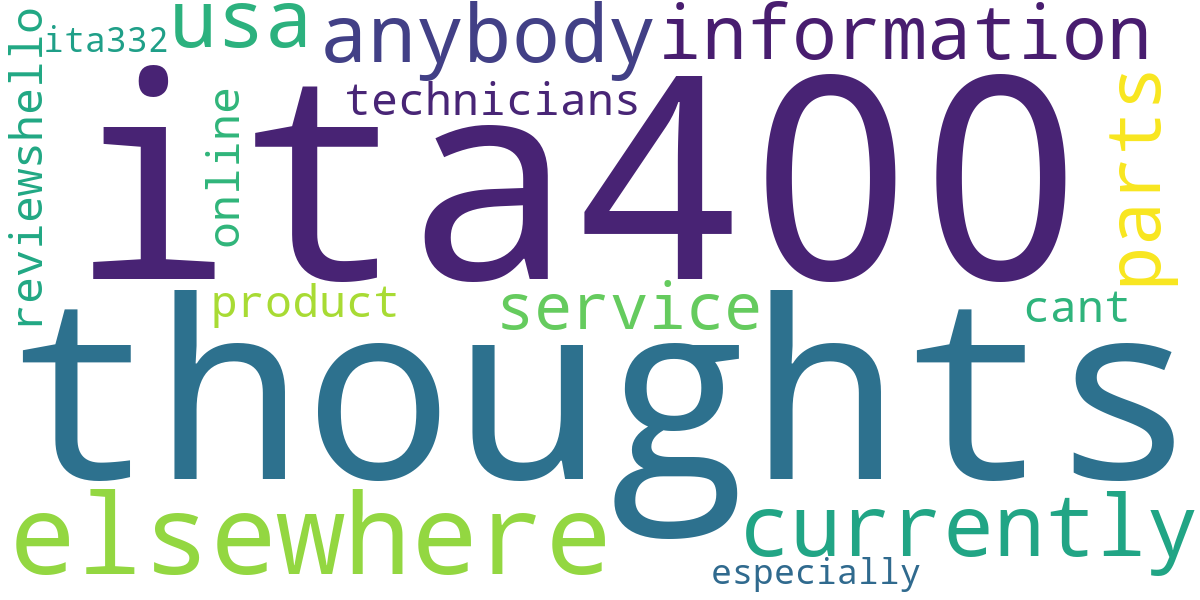 reviewshello
ita332
usa
anybody
information
online
technicians
ita400
parts
product
service
cant
thoughts
elsewhere
currently
especially